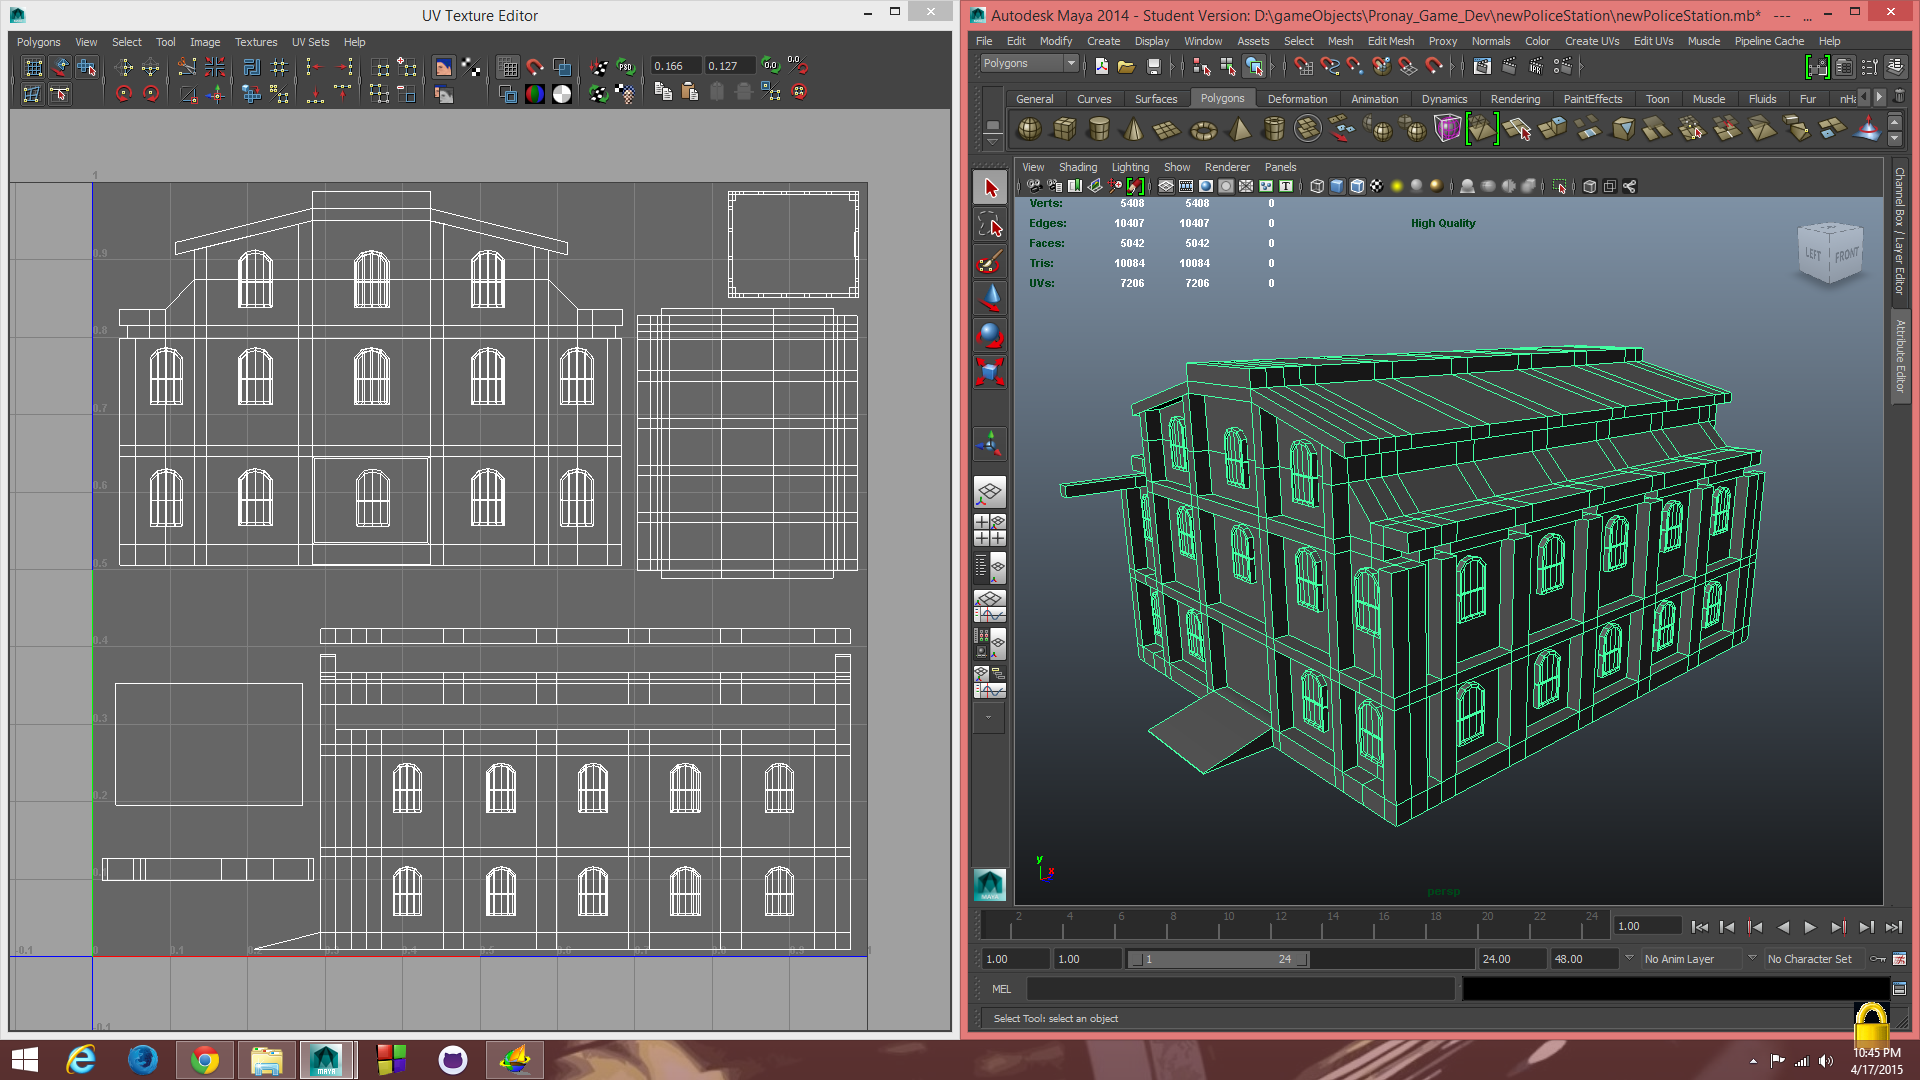 UV Texture Editor
Polygons View Select Tool Image Textures UV Sets Help
0.166 0.127 0.0 0.0
PSD
1
0.9
0.8
0.7
0.6
0.5
0.4
0.3
0.2
-0.1 0 0.1 0.2 0.3 0.4 0.5 0.6 0.7 0.8 0.9 1
-0.1
Autodesk Maya 2014 - Student Version: D:\gameObjects\Pronay_Game_Dev\newPoliceStation\newPoliceStation.mb* --- ...
File Edit Modify Create Display Window Assets Select Mesh Edit Mesh Proxy Normals Color Create UVs Edit UVs Muscle Pipeline Cache Help
Polygons
General Curves Surfaces Polygons Deformation Animation Dynamics Rendering PaintEffects Toon Muscle Fluids Fur nHa
View Shading Lighting Show Renderer Panels
Verts: 5408 5408 0
Edges: 10407 10407 0
Faces: 5042 5042 0
Tris: 10084 10084 0
UVs: 7206 7206 0
High Quality
LEFT FRONT
Channel Box / Layer Editor
Attribute Editor
y
x
persp
MAYA
2 4 6 8 10 12 14 16 18 20 22 24
1.00
1.00 1.00 1 24 24.00 48.00 No Anim Layer No Character Set
MEL
Select Tool: select an object
MAYA
10:45 PM
4/17/2015